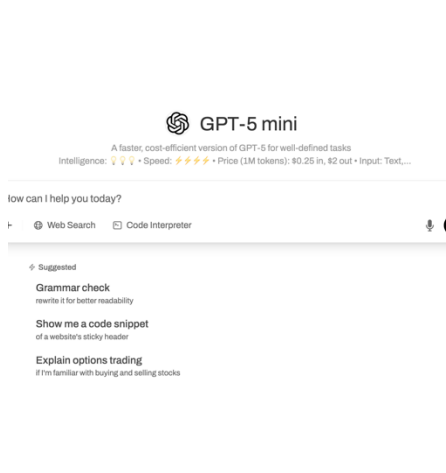 GPT-5 mini
A faster, cost-efficient version of GPT-5 for well-defined tasks
Intelligence: 💡💡💡 • Speed: ⚡⚡⚡⚡ • Price (1M tokens): $0.25 in, $2 out • Input: Text,...
How can I help you today?
+ Web Search Code Interpreter
Suggested
Grammar check
rewrite it for better readability
Show me a code snippet
of a website's sticky header
Explain options trading
if I'm familiar with buying and selling stocks